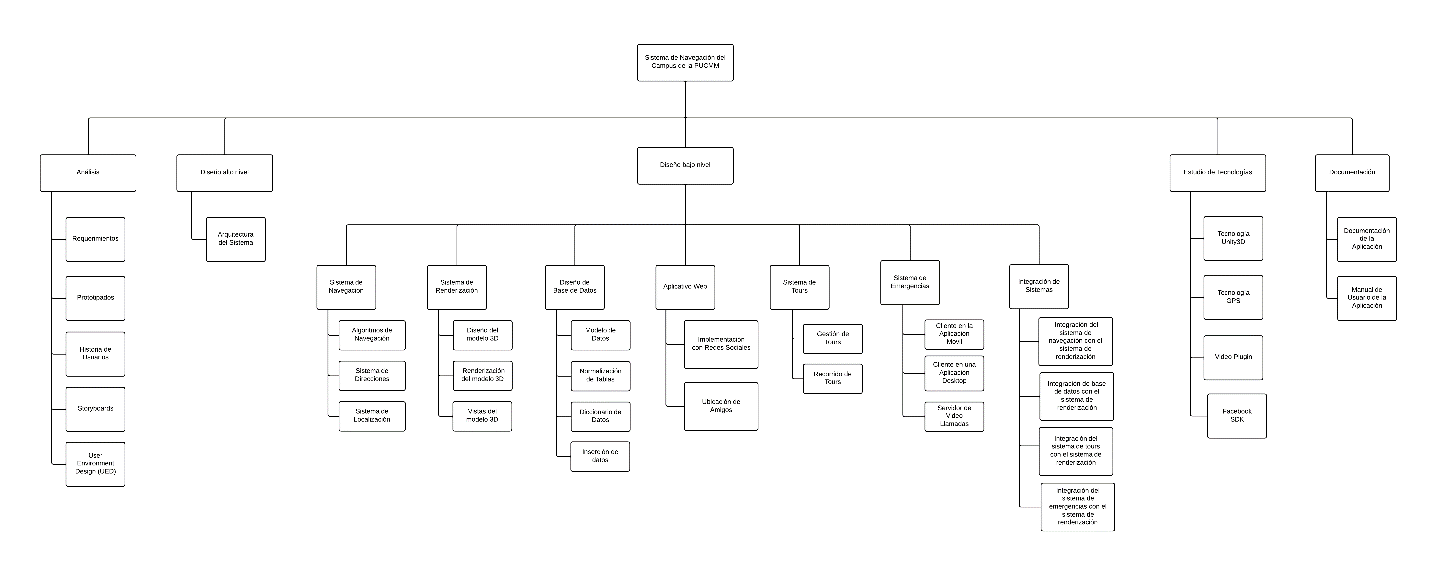 Sistema de Navegación del
Campus de la PUCMM
Análisis
Diseño alto nivel
Diseño bajo nivel
Estudio de Tecnologías
Documentación
Requerimientos
Prototipados
Historia de
Usuarios
Storyboards
User
Environment
Design (UED)
Arquitectura
del Sistema
Sistema de
Navegación
Algoritmos de
Navegación
Sistema de
Direcciones
Sistema de
Localización
Sistema de
Renderización
Diseño del
modelo 3D
Renderización
del modelo 3D
Vistas del
modelo 3D
Diseño de
Base de Datos
Modelo de
Datos
Normalización
de Tablas
Diccionario de
Datos
Inserción de
datos
Aplicativo Web
Implementación
con Redes Sociales
Ubicación de
Amigos
Sistema de
Tours
Gestión de
Tours
Recorrido de
Tours
Sistema de
Emergencias
Cliente en la
Aplicación
Móvil
Cliente en una
Aplicación
Desktop
Servidor de
Video
Llamadas
Integración de
Sistemas
Integración del
sistema de
navegación con el
sistema de
renderización
Integración de base
de datos con el
sistema de
renderización
Integración del
sistema de tours
con el sistema de
renderización
Integración del
sistema de
emergencias con el
sistema de
renderización
Tecnología
Unity3D
Tecnología
GPS
Video Plugin
Facebook
SDK
Documentación
de la
Aplicación
Manual de
Usuario de la
Aplicación